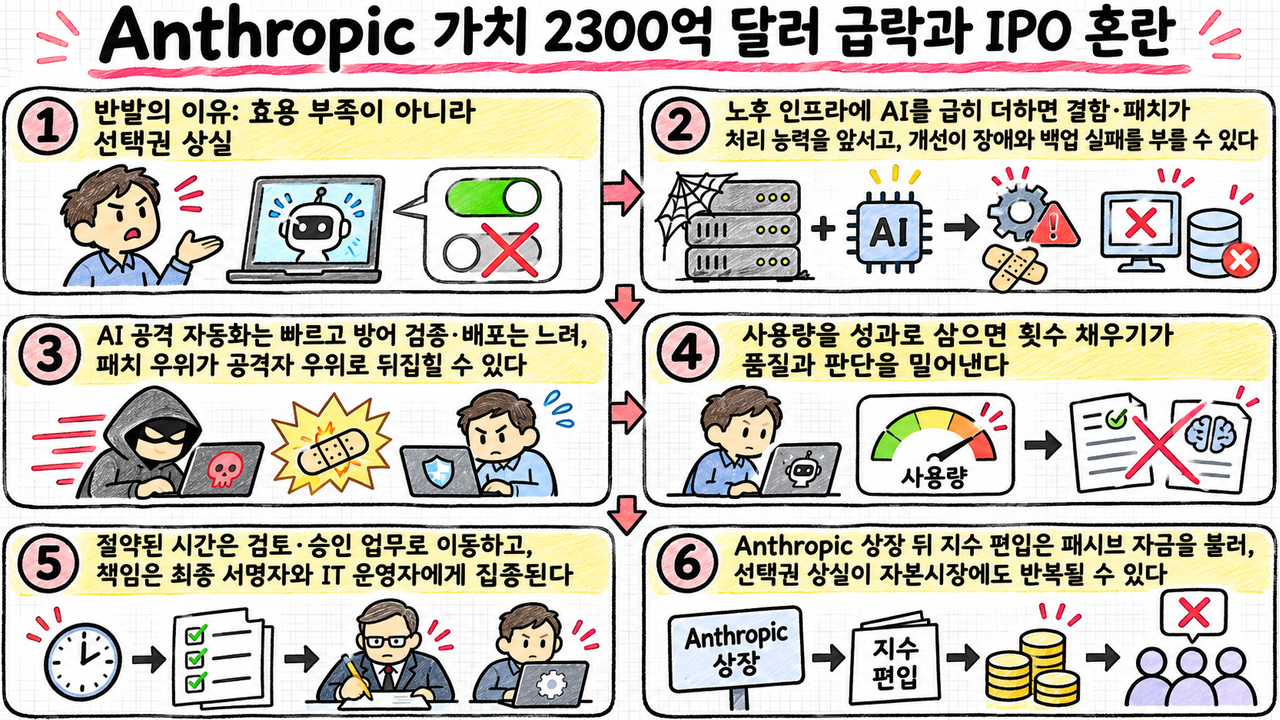 Anthropic 가치 2300억 달러 급락과 IPO 혼란
1
반발의 이유: 효용 부족이 아니라
선택권 상실
2
노후 인프라에 AI를 급히 더하면 결함·패치가
처리 능력을 앞서고, 개선이 장애와 백업 실패를 부를 수 있다
AI
3
AI 공격 자동화는 빠르고 방어 검증·배포는 느려,
패치 우위가 공격자 우위로 뒤집힐 수 있다
4
사용량을 성과로 삼으면 횟수 채우기가
품질과 판단을 밀어낸다
사용량
5
절약된 시간은 검토·승인 업무로 이동하고,
책임은 최종 서명자와 IT 운영자에게 집중된다
6
Anthropic 상장 뒤 지수 편입은 패시브 자금을 불러,
선택권 상실이 자본시장에도 반복될 수 있다
Anthropic
상장
지수
편입